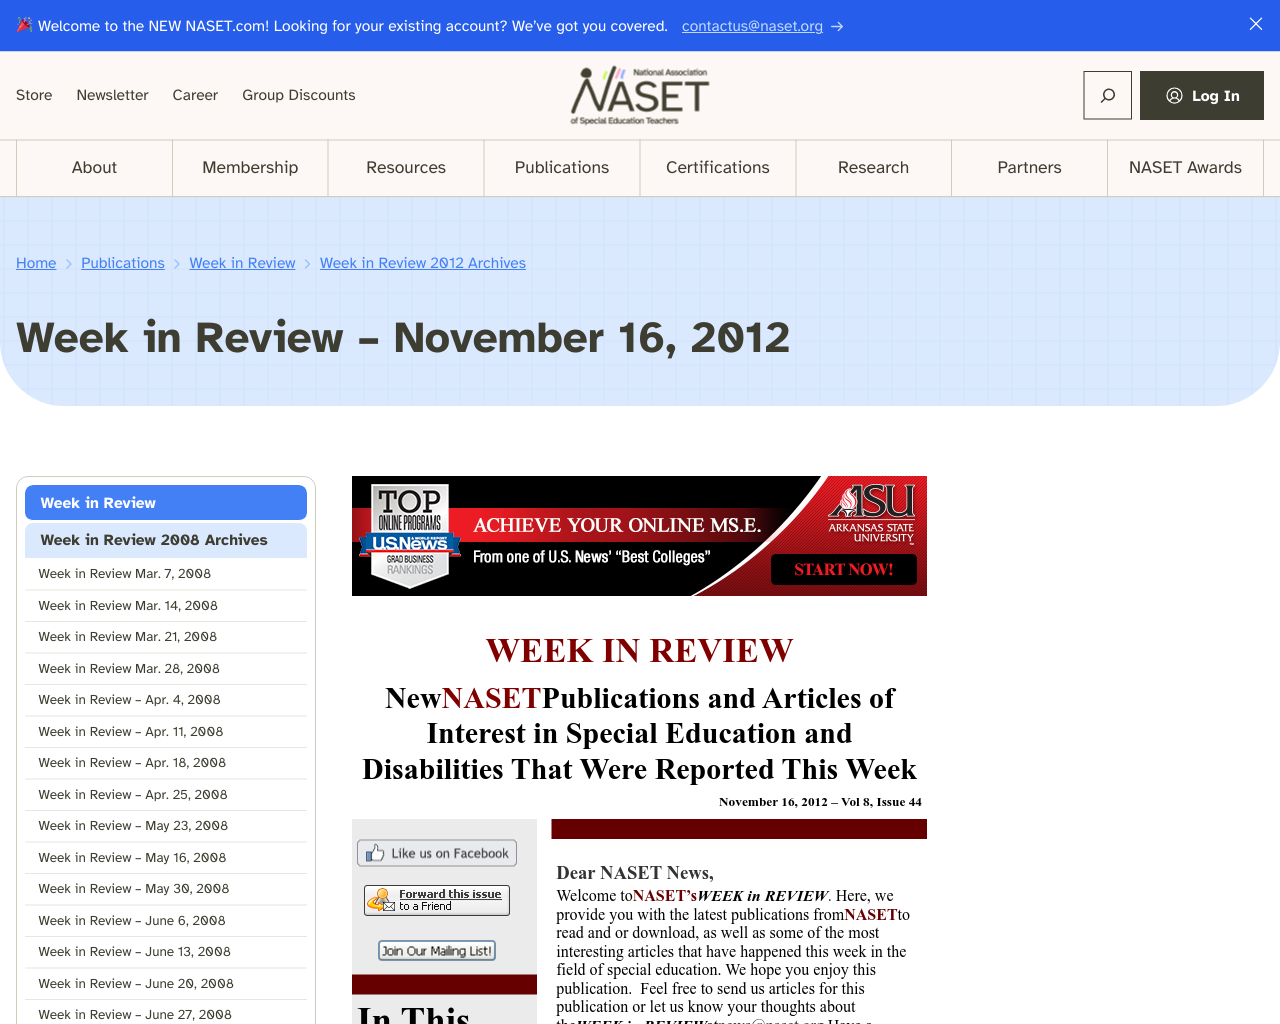 🎉 Welcome to the NEW NASET.com! Looking for your existing account? We've got you covered. contactus@naset.org →
Store Newsletter Career Group Discounts
National Association
NASET
of Special Education Teachers
Log In
About Membership Resources Publications Certifications Research Partners NASET Awards
Home > Publications > Week in Review > Week in Review 2012 Archives
Week in Review – November 16, 2012
Week in Review
Week in Review 2008 Archives
Week in Review Mar. 7, 2008
Week in Review Mar. 14, 2008
Week in Review Mar. 21, 2008
Week in Review Mar. 28, 2008
Week in Review – Apr. 4, 2008
Week in Review – Apr. 11, 2008
Week in Review – Apr. 18, 2008
Week in Review – Apr. 25, 2008
Week in Review – May 23, 2008
Week in Review – May 16, 2008
Week in Review – May 30, 2008
Week in Review – June 6, 2008
Week in Review – June 13, 2008
Week in Review – June 20, 2008
Week in Review – June 27, 2008
TOP
ONLINE PROGRAMS
U.S.News
& WORLD REPORT
GRAD BUSINESS
RANKINGS
ACHIEVE YOUR ONLINE M.S.E.
From one of U.S. News' "Best Colleges"
ASU
ARKANSAS STATE
UNIVERSITY
START NOW!
WEEK IN REVIEW
NewNASETPublications and Articles of
Interest in Special Education and
Disabilities That Were Reported This Week
November 16, 2012 – Vol 8, Issue 44
Like us on Facebook
Forward this issue
to a Friend
Join Our Mailing List!
In This
Dear NASET News,
Welcome toNASET'sWEEK in REVIEW. Here, we
provide you with the latest publications fromNASETto
read and or download, as well as some of the most
interesting articles that have happened this week in the
field of special education. We hope you enjoy this
publication. Feel free to send us articles for this
publication or let us know your thoughts about
theWEEK in REVIEWatnews@naset.org.Have a